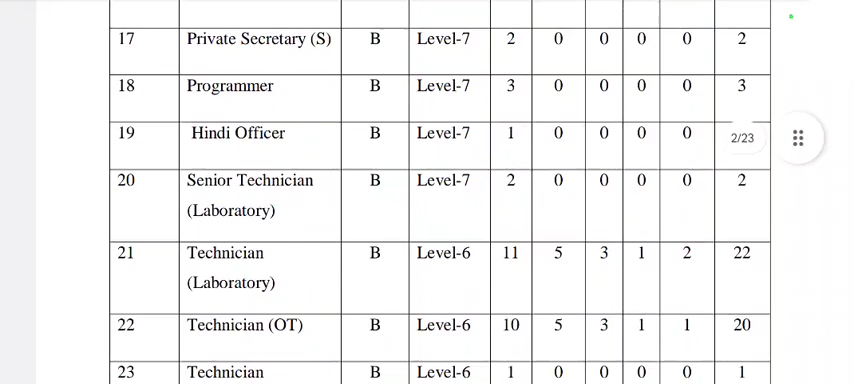 17 Private Secretary (S) B Level-7 2 0 0 0 0 2
18 Programmer B Level-7 3 0 0 0 0 3
19 Hindi Officer B Level-7 1 0 0 0 0 2/23
20 Senior Technician B Level-7 2 0 0 0 0 2
(Laboratory)
21 Technician B Level-6 11 5 3 1 2 22
(Laboratory)
22 Technician (OT) B Level-6 10 5 3 1 1 20
23 Technician B Level-6 1 0 0 0 0 1